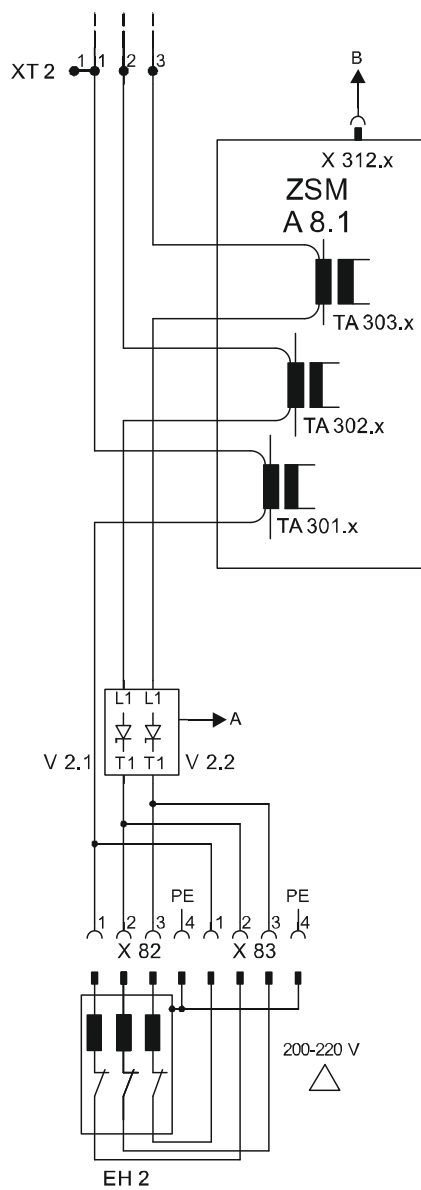 XT 2 1 1 2 3
B
X 312.x
ZSM
A 8.1
TA 303.x
TA 302.x
TA 301.x
L1 L1
A
V 2.1 T1 T1 V 2.2
PE PE
1 2 3 4 1 2 3 4
X 82 X 83
200-220 V
EH 2